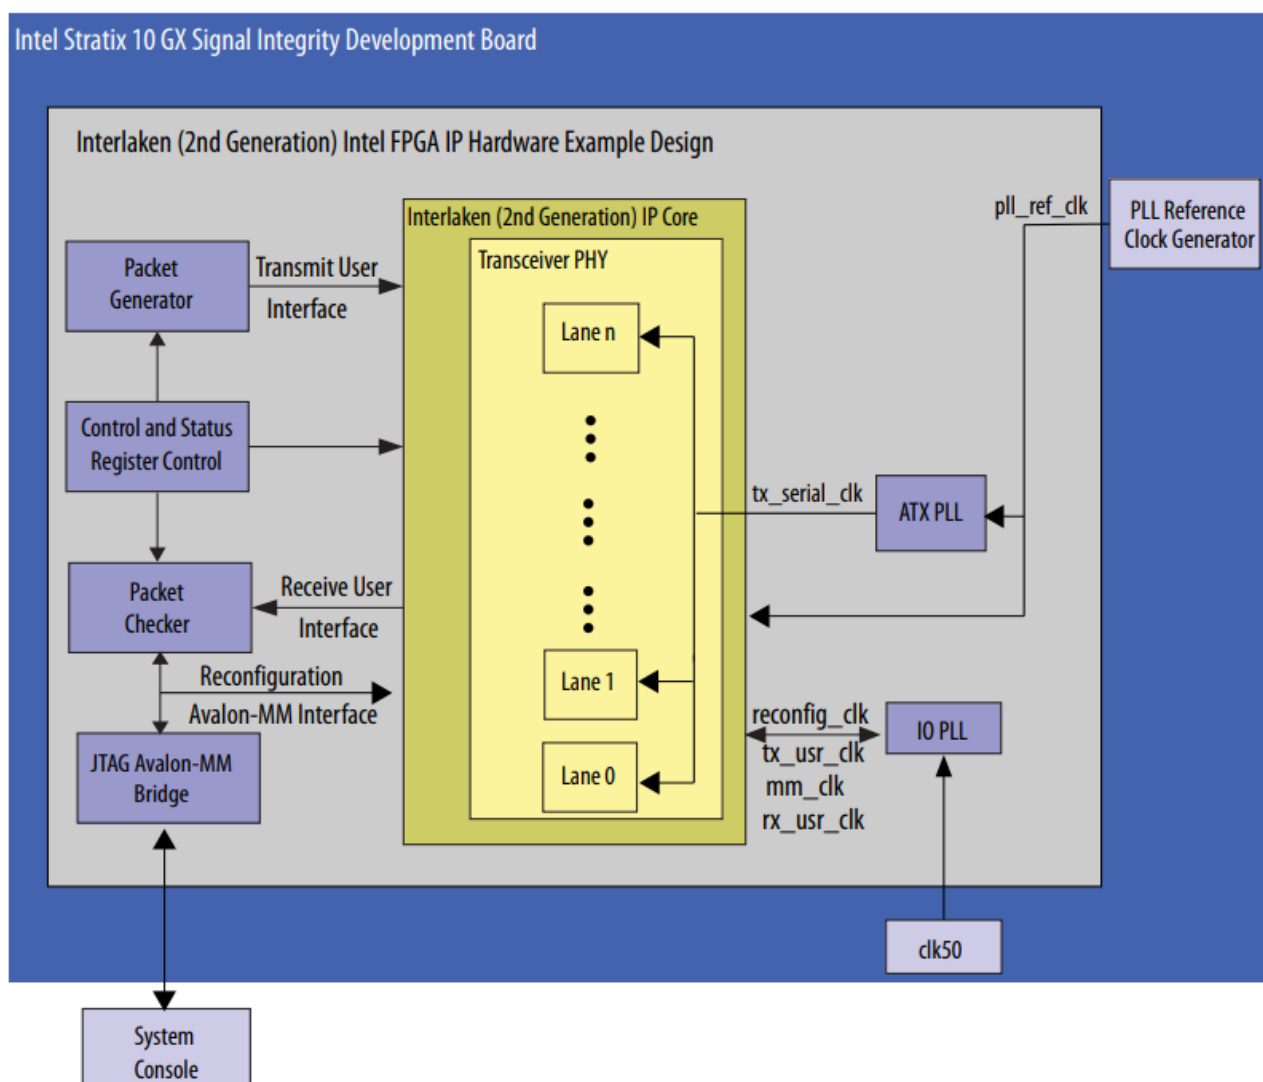 Intel Stratix 10 GX Signal Integrity Development Board
Interlaken (2nd Generation) Intel FPGA IP Hardware Example Design
Interlaken (2nd Generation) IP Core
Transceiver PHY
pll_ref_clk
PLL Reference
Clock Generator
Packet
Generator
Transmit User
Interface
Lane n
Control and Status
Register Control
tx_serial_clk
ATX PLL
Packet
Checker
Receive User
Interface
Reconfiguration
Avalon-MM Interface
Lane 1
reconfig_clk
tx_usr_clk
mm_clk
rx_usr_clk
IO PLL
JTAG Avalon-MM
Bridge
Lane 0
clk50
System
Console